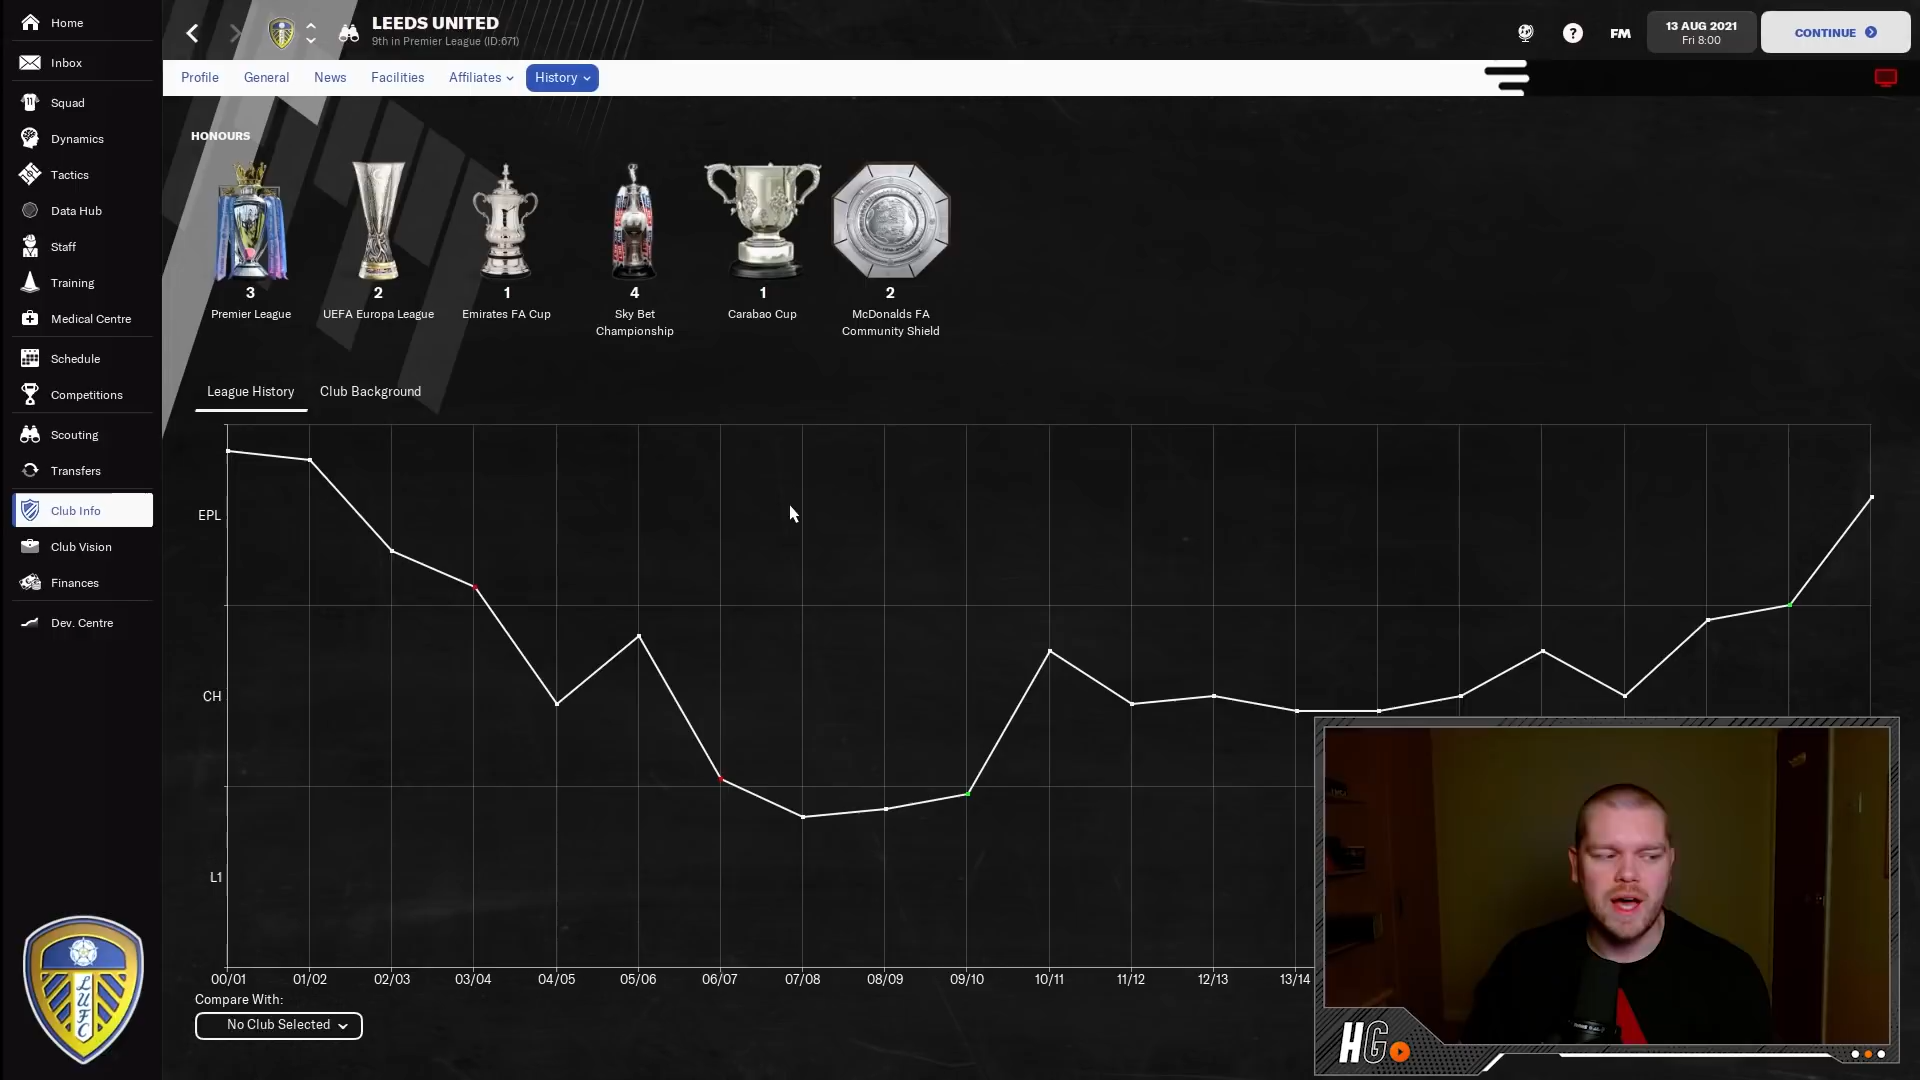 Home
Inbox
Squad
Dynamics
Tactics
Data Hub
Staff
Training
Medical Centre
Schedule
Competitions
Scouting
Transfers
Club Info
Club Vision
Finances
Dev. Centre
LUFC
LEEDS UNITED
9th in Premier League (ID:671)
?
FM
13 AUG 2021
Fri 8:00
CONTINUE
Profile
General
News
Facilities
Affiliates
History
HONOURS
3
Premier League
2
UEFA Europa League
1
Emirates FA Cup
4
Sky Bet
Championship
1
Carabao Cup
2
McDonalds FA
Community Shield
League History
Club Background
EPL
CH
L1
00/01
01/02
02/03
03/04
04/05
05/06
06/07
07/08
08/09
09/10
10/11
11/12
12/13
13/14
Compare With:
No Club Selected
HG